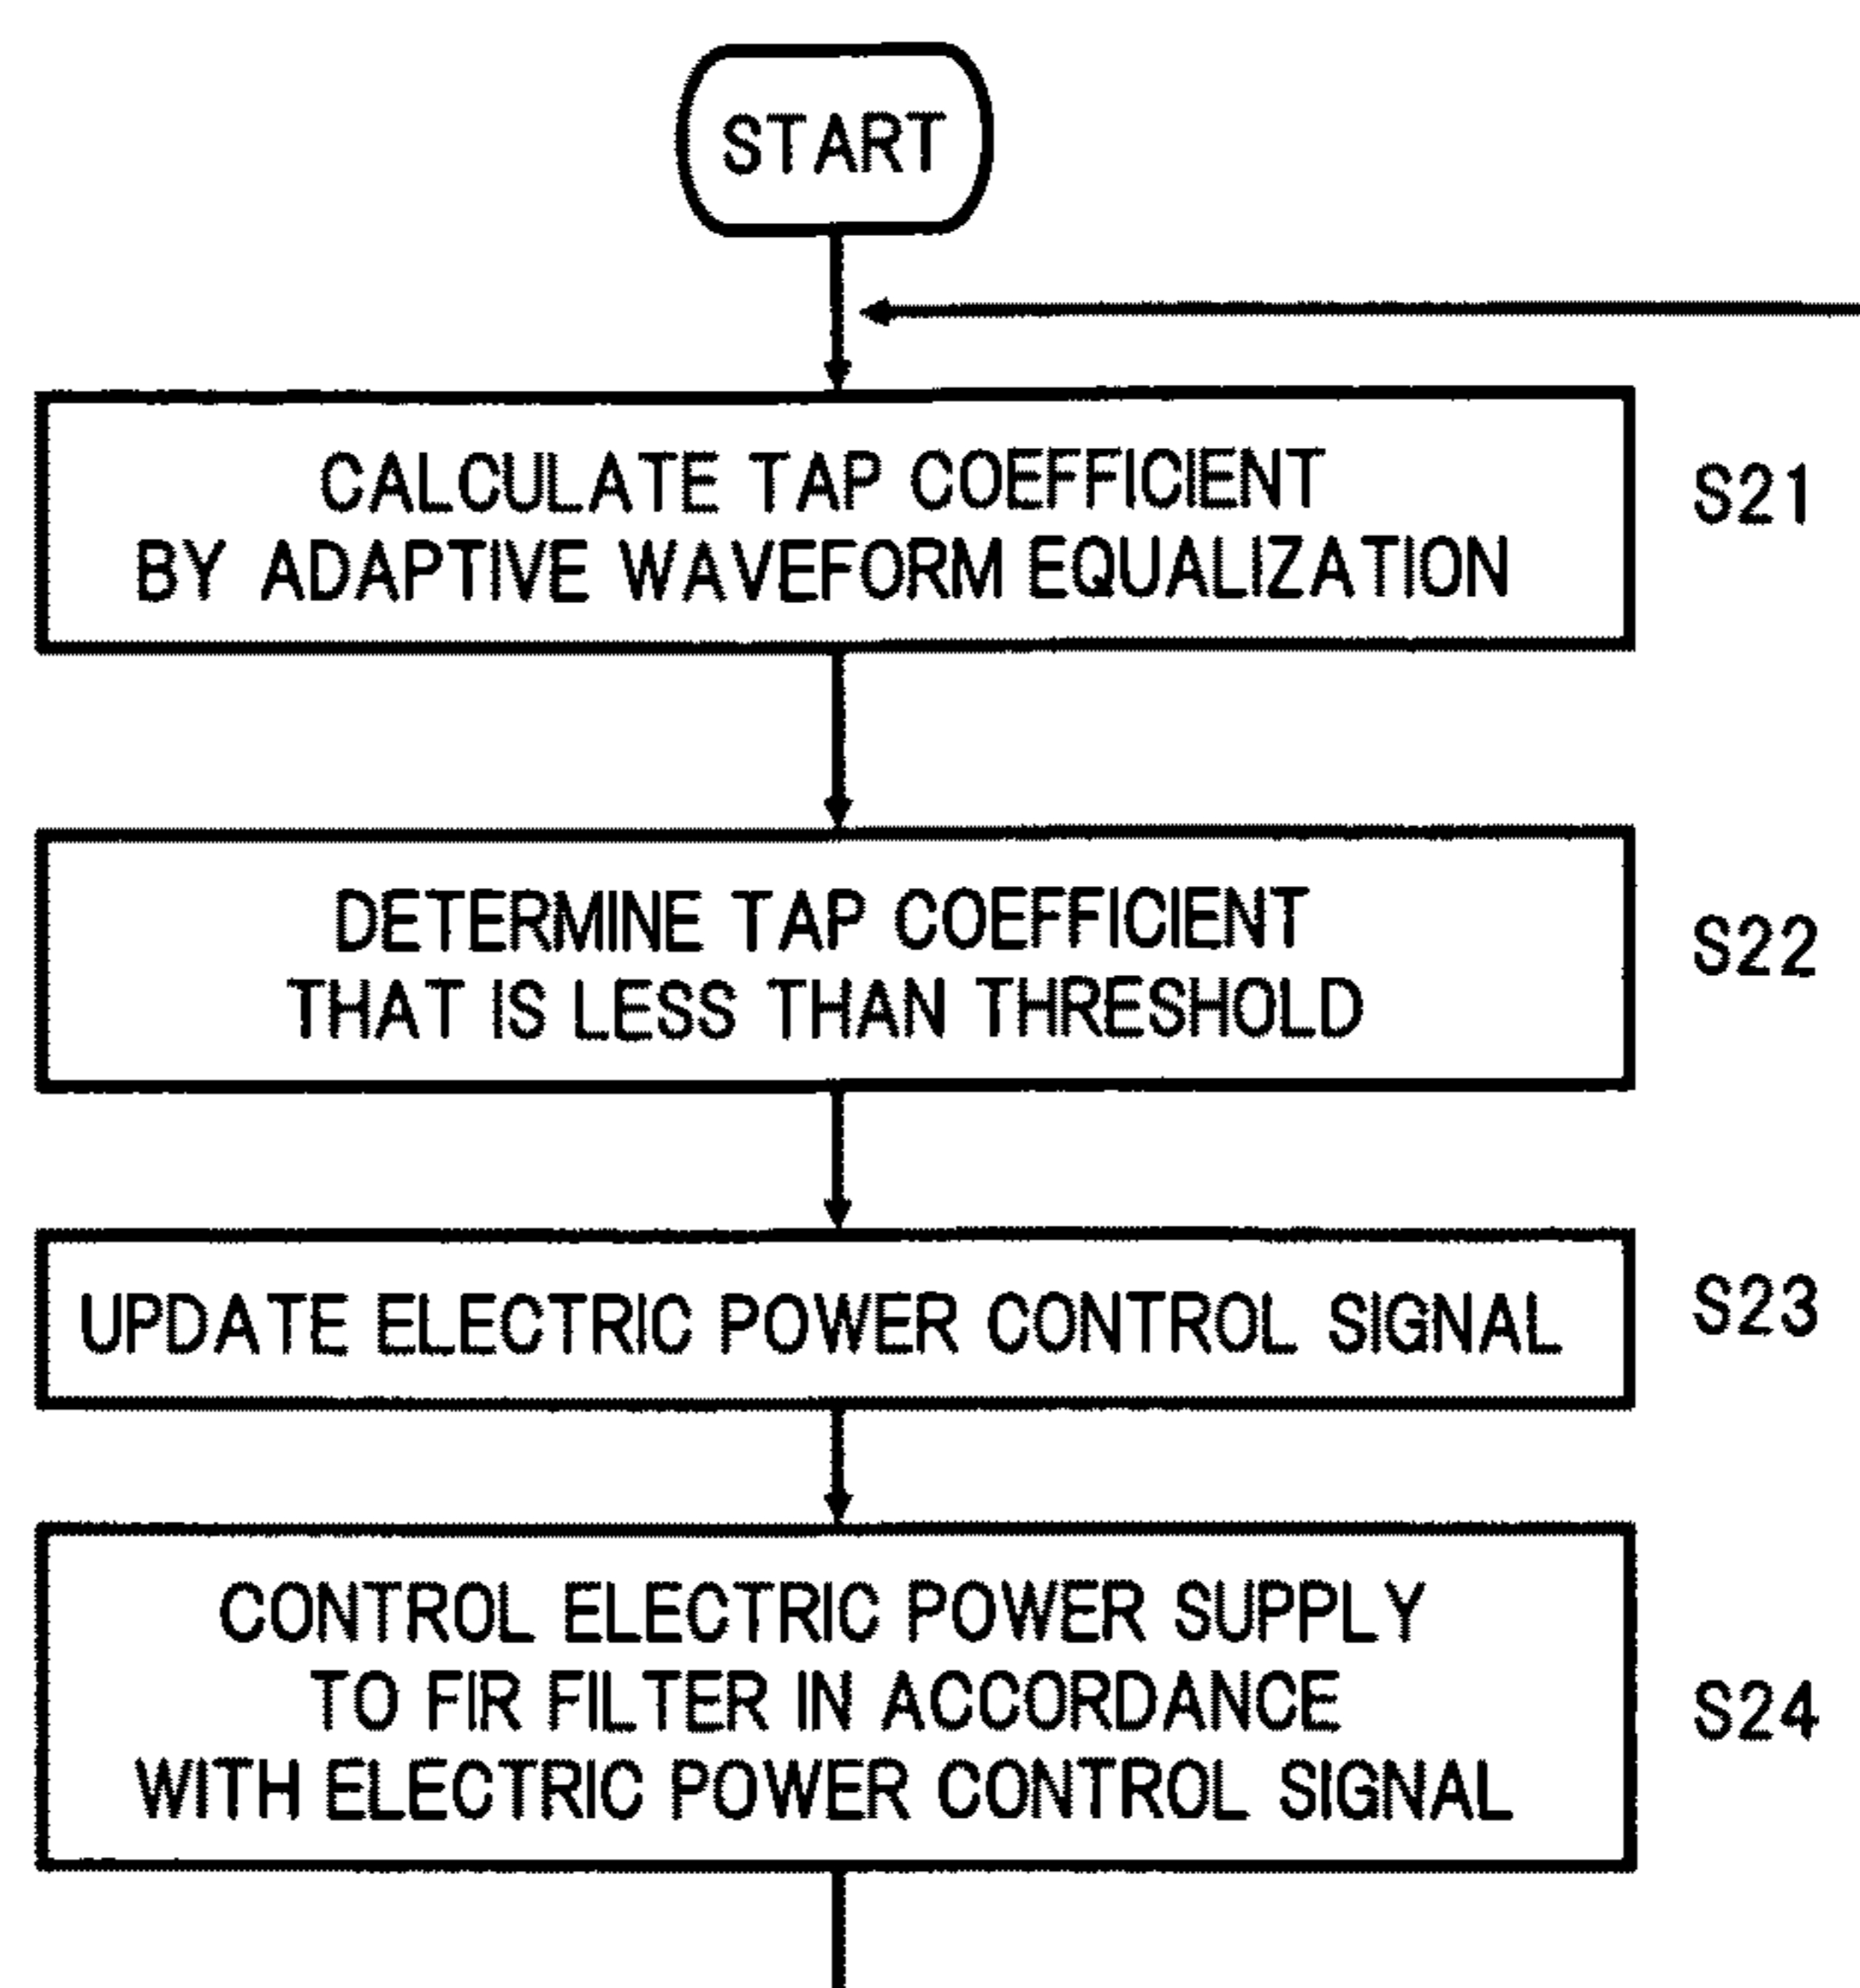 START
CALCULATE TAP COEFFICIENT
BY ADAPTIVE WAVEFORM EQUALIZATION
S21
DETERMINE TAP COEFFICIENT
THAT IS LESS THAN THRESHOLD
S22
UPDATE ELECTRIC POWER CONTROL SIGNAL
S23
CONTROL ELECTRIC POWER SUPPLY
TO FIR FILTER IN ACCORDANCE
WITH ELECTRIC POWER CONTROL SIGNAL
S24